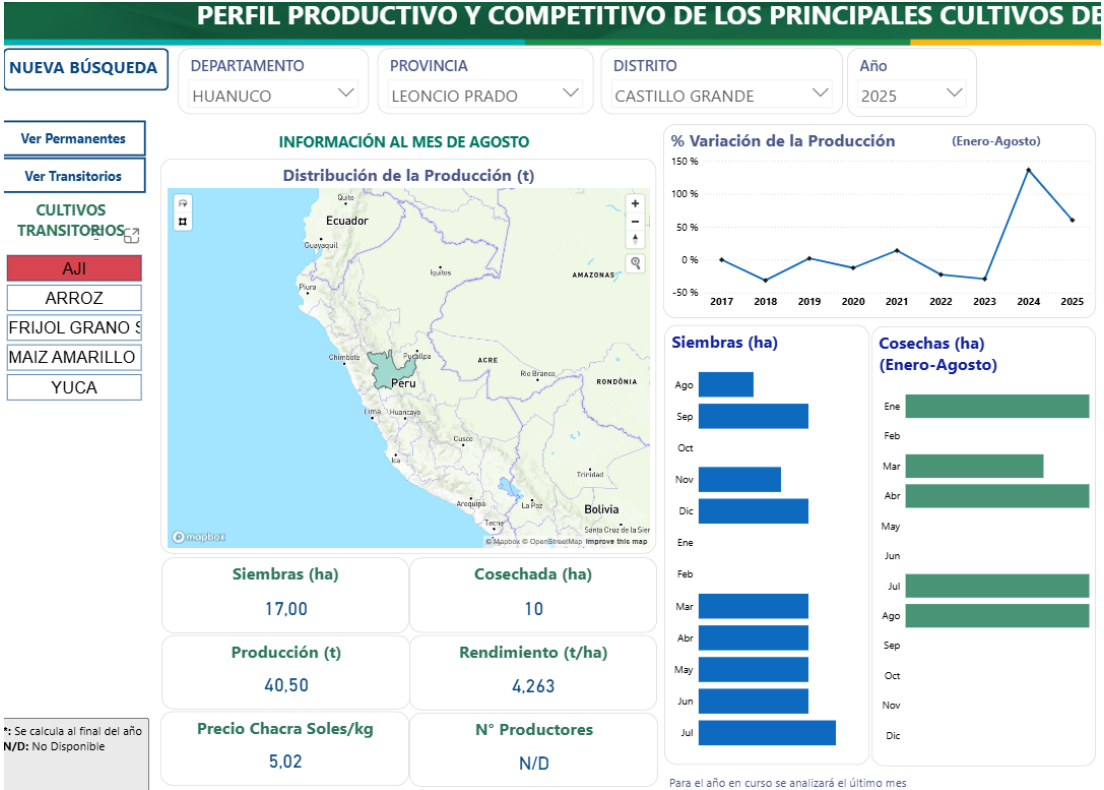 PERFIL PRODUCTIVO Y COMPETITIVO DE LOS PRINCIPALES CULTIVOS DE
NUEVA BÚSQUEDA
DEPARTAMENTO
HUANUCO
PROVINCIA
LEONCIO PRADO
DISTRITO
CASTILLO GRANDE
Año
2025
Ver Permanentes
Ver Transitorios
CULTIVOS
TRANSITORIOS
AJI
ARROZ
FRIJOL GRANO S
MAIZ AMARILLO
YUCA
INFORMACIÓN AL MES DE AGOSTO
Distribución de la Producción (t)
Quito
Ecuador
Guayaquil
Iquitos
AMAZONAS
Piura
Chimbote
Pucallpa
ACRE
Rio Branco
RONDÔNIA
Peru
Lima
Huancayo
Cusco
Ica
Trinidad
Arequipa
La Paz
Bolivia
Tacna
Santa Cruz de la Sier
mapbox
© Mapbox © OpenStreetMap Improve this map
Siembras (ha)
17,00
Cosechada (ha)
10
Producción (t)
40,50
Rendimiento (t/ha)
4,263
Precio Chacra Soles/kg
5,02
N° Productores
N/D
% Variación de la Producción (Enero-Agosto)
150 %
100 %
50 %
0 %
-50 %
2017 2018 2019 2020 2021 2022 2023 2024 2025
Siembras (ha)
Ago
Sep
Oct
Nov
Dic
Ene
Feb
Mar
Abr
May
Jun
Jul
Cosechas (ha)
(Enero-Agosto)
Ene
Feb
Mar
Abr
May
Jun
Jul
Ago
Sep
Oct
Nov
Dic
*: Se calcula al final del año
N/D: No Disponible
Para el año en curso se analizará el último mes